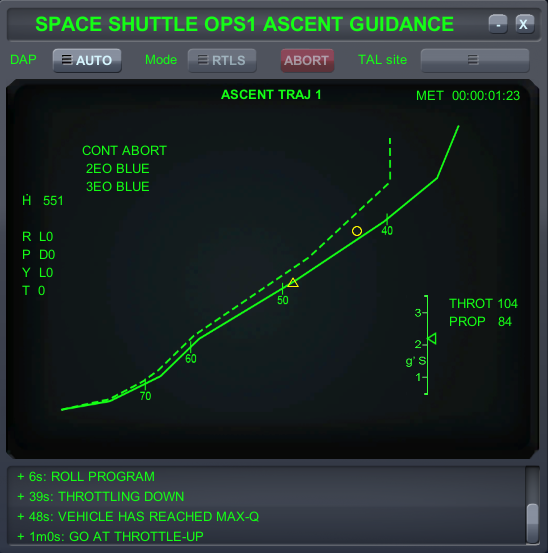 SPACE SHUTTLE OPS1 ASCENT GUIDANCE - X
DAP AUTO Mode RTLS ABORT TAL site
ASCENT TRAJ 1 MET 00:00:01:23
CONT ABORT
2EO BLUE
3EO BLUE
Ḣ 551
R L0
P D0
Y L0
T 0
40
50
60
70
THROT 104
PROP 84
3
2
g'S
1
+ 6s: ROLL PROGRAM
+ 39s: THROTTLING DOWN
+ 48s: VEHICLE HAS REACHED MAX-Q
+ 1m0s: GO AT THROTTLE-UP